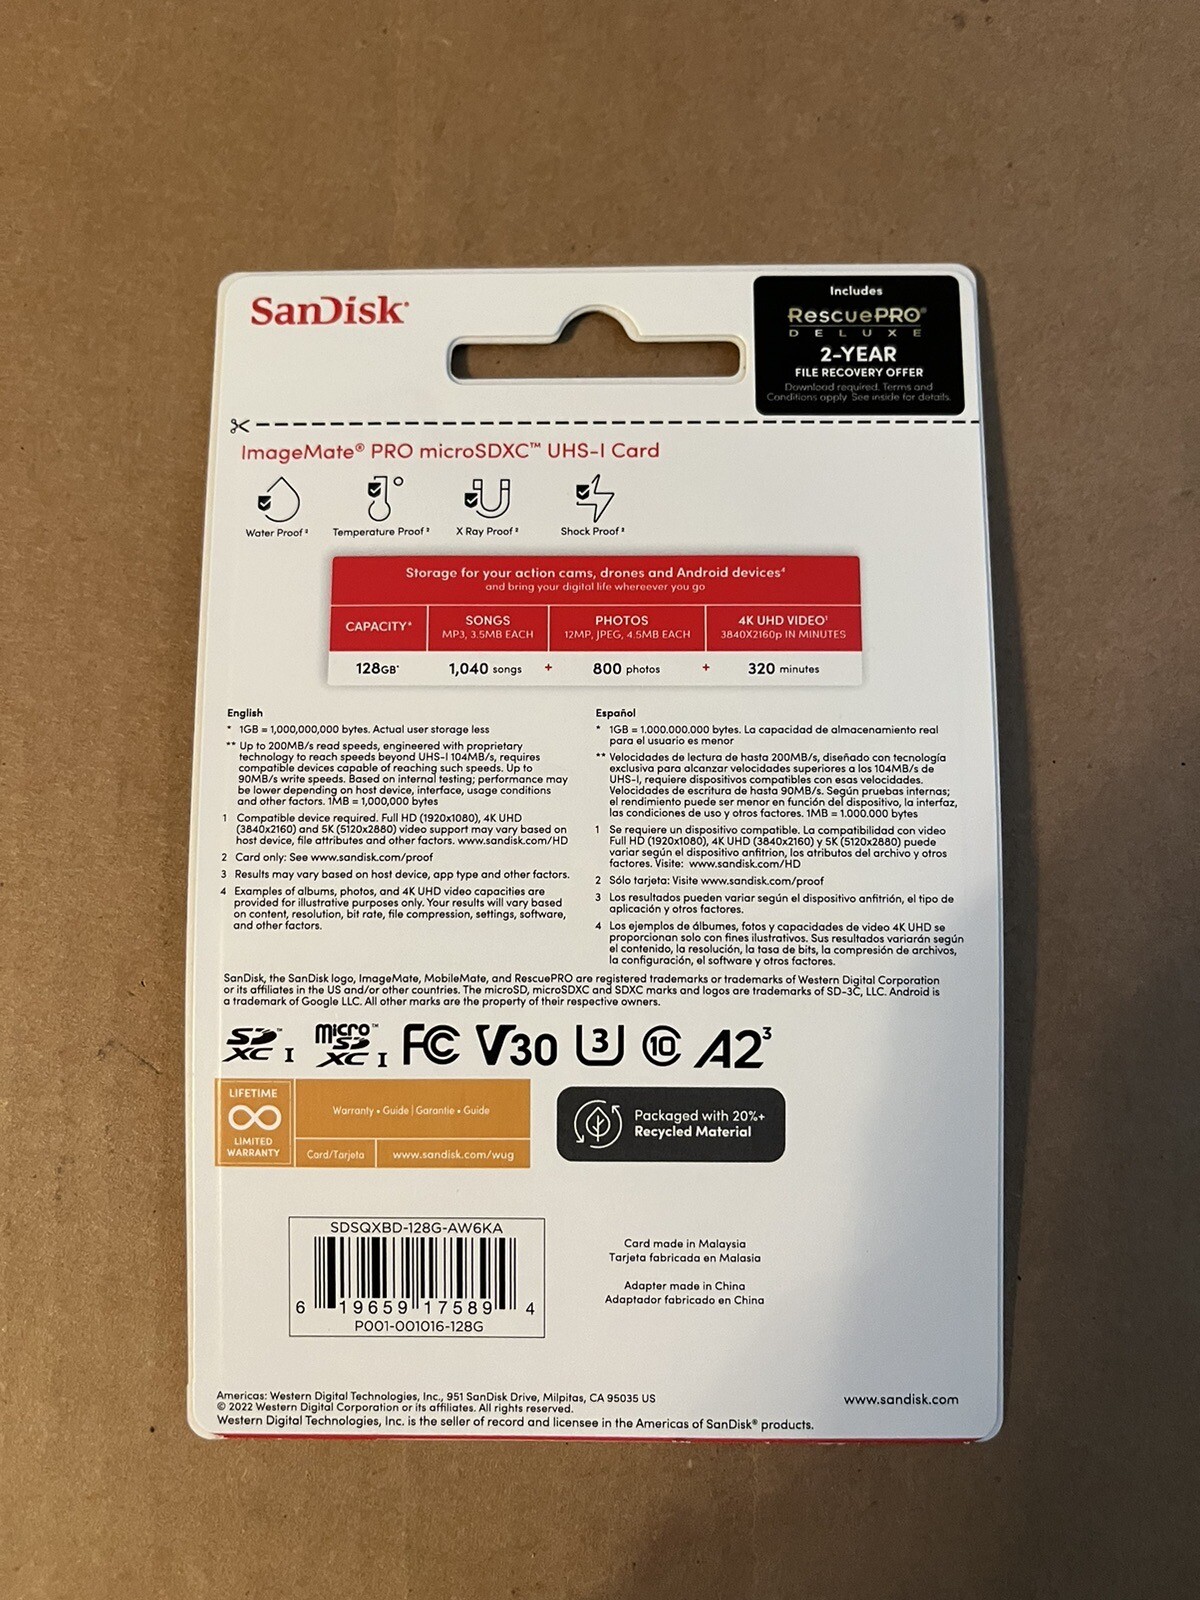 SanDisk®
Includes
RescuePRO®
DELUXE
2-YEAR
FILE RECOVERY OFFER
Download required. Terms and
Conditions apply. See inside for details.
ImageMate® PRO microSDXC™ UHS-I Card
Water Proof²
Temperature Proof²
X Ray Proof²
Shock Proof²
Storage for your action cams, drones and Android devices⁴
and bring your digital life whereever you go
CAPACITY* SONGS PHOTOS 4K UHD VIDEO¹
MP3, 3.5MB EACH 12MP, JPEG, 4.5MB EACH 3840X2160p IN MINUTES
128GB* 1,040 songs + 800 photos + 320 minutes
English
* 1GB = 1,000,000,000 bytes. Actual user storage less
** Up to 200MB/s read speeds, engineered with proprietary
technology to reach speeds beyond UHS-I 104MB/s, requires
compatible devices capable of reaching such speeds. Up to
90MB/s write speeds. Based on internal testing; performance may
be lower depending on host device, interface, usage conditions
and other factors. 1MB = 1,000,000 bytes
1 Compatible device required. Full HD (1920x1080), 4K UHD
(3840x2160) and 5K (5120x2880) video support may vary based on
host device, file attributes and other factors. www.sandisk.com/HD
2 Card only: See www.sandisk.com/proof
3 Results may vary based on host device, app type and other factors.
4 Examples of albums, photos, and 4K UHD video capacities are
provided for illustrative purposes only. Your results will vary based
on content, resolution, bit rate, file compression, settings, software,
and other factors.
Español
* 1GB = 1.000.000.000 bytes. La capacidad de almacenamiento real
para el usuario es menor
** Velocidades de lectura de hasta 200MB/s, diseñado con tecnología
exclusiva para alcanzar velocidades superiores a los 104MB/s de
UHS-I, requiere dispositivos compatibles con esas velocidades.
Velocidades de escritura de hasta 90MB/s. Según pruebas internas;
el rendimiento puede ser menor en función del dispositivo, la interfaz,
las condiciones de uso y otros factores. 1MB = 1.000.000 bytes
1 Se requiere un dispositivo compatible. La compatibilidad con video
Full HD (1920x1080), 4K UHD (3840x2160) y 5K (5120x2880) puede
variar según el dispositivo anfitrion, los atributos del archivo y otros
factores. Visite: www.sandisk.com/HD
2 Sólo tarjeta: Visite www.sandisk.com/proof
3 Los resultados pueden variar según el dispositivo anfitrión, el tipo de
aplicación y otros factores.
4 Los ejemplos de álbumes, fotos y capacidades de video 4K UHD se
proporcionan solo con fines ilustrativos. Sus resultados variarán según
el contenido, la resolución, la tasa de bits, la compresión de archivos,
la configuración, el software y otros factores.
SanDisk, the SanDisk logo, ImageMate, MobileMate, and RescuePRO are registered trademarks or trademarks of Western Digital Corporation
or its affiliates in the US and/or other countries. The microSD, microSDXC and SDXC marks and logos are trademarks of SD-3C, LLC. Android is
a trademark of Google LLC. All other marks are the property of their respective owners.
SD XC™ I micro SD XC™ I FC V30 U3 C10 A2³
LIFETIME
LIMITED
WARRANTY
Warranty • Guide | Garantie • Guide
Card/Tarjeta www.sandisk.com/wug
Packaged with 20%+
Recycled Material
SDSQXBD-128G-AW6KA
6 19659 17589 4
P001-001016-128G
Card made in Malaysia
Tarjeta fabricada en Malasia
Adapter made in China
Adaptador fabricado en China
Americas: Western Digital Technologies, Inc., 951 SanDisk Drive, Milpitas, CA 95035 US
© 2022 Western Digital Corporation or its affiliates. All rights reserved.
Western Digital Technologies, Inc. is the seller of record and licensee in the Americas of SanDisk® products.
www.sandisk.com